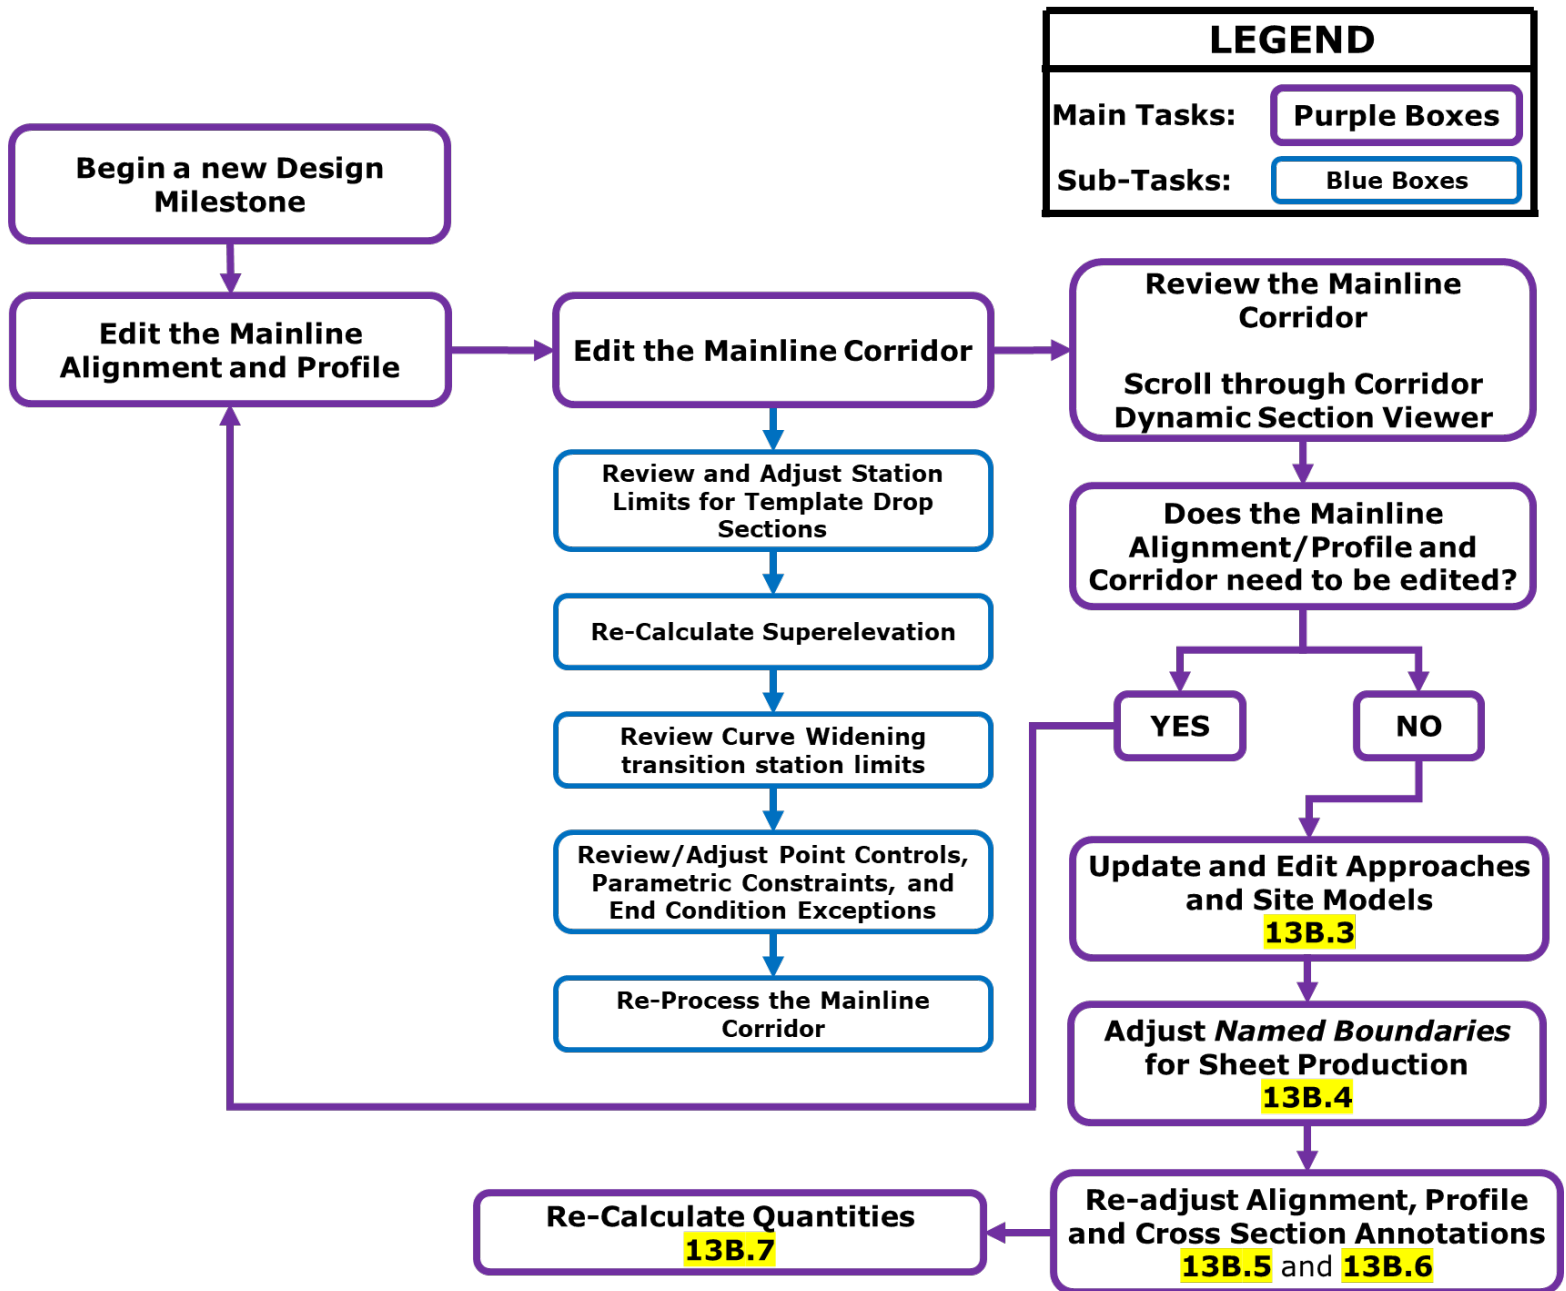 LEGEND
Main Tasks: Purple Boxes
Sub-Tasks: Blue Boxes
Begin a new Design
Milestone
Edit the Mainline
Alignment and Profile
Edit the Mainline Corridor
Review and Adjust Station
Limits for Template Drop
Sections
Re-Calculate Superelevation
Review Curve Widening
transition station limits
Review/Adjust Point Controls,
Parametric Constraints, and
End Condition Exceptions
Re-Process the Mainline
Corridor
Review the Mainline
Corridor
Scroll through Corridor
Dynamic Section Viewer
Does the Mainline
Alignment/Profile and
Corridor need to be edited?
YES
NO
Update and Edit Approaches
and Site Models
13B.3
Adjust Named Boundaries
for Sheet Production
13B.4
Re-adjust Alignment, Profile
and Cross Section Annotations
13B.5 and 13B.6
Re-Calculate Quantities
13B.7